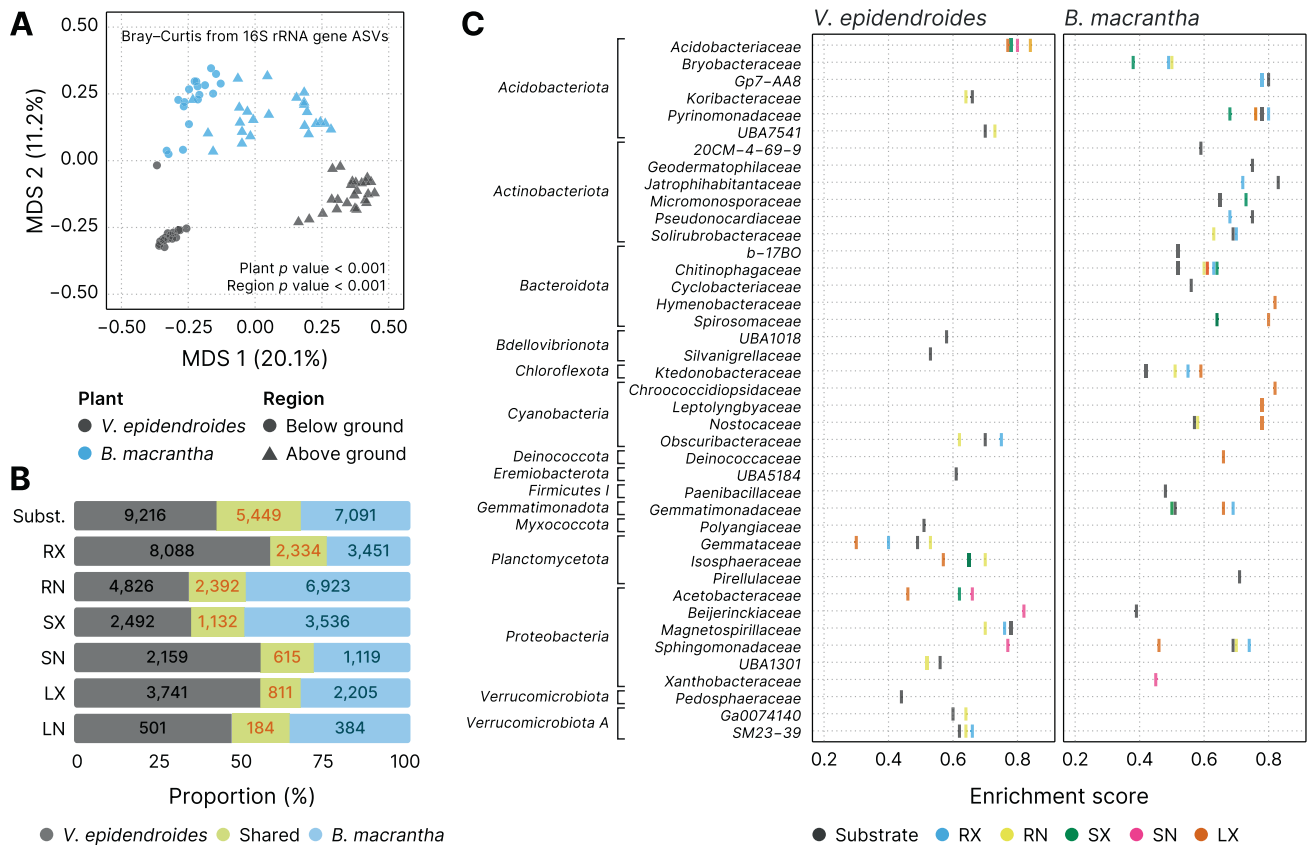 A
Bray–Curtis from 16S rRNA gene ASVs
0.50
0.25
0.00
−0.25
−0.50
MDS 2 (11.2%)
Plant p value < 0.001
Region p value < 0.001
−0.50 −0.25 0.00 0.25 0.50
MDS 1 (20.1%)
Plant Region
V. epidendroides Below ground
B. macrantha Above ground
B
Subst. 9,216 5,449 7,091
RX 8,088 2,334 3,451
RN 4,826 2,392 6,923
SX 2,492 1,132 3,536
SN 2,159 615 1,119
LX 3,741 811 2,205
LN 501 184 384
0 25 50 75 100
Proportion (%)
V. epidendroides Shared B. macrantha
C
V. epidendroides B. macrantha
Acidobacteriota
Actinobacteriota
Bacteroidota
Bdellovibrionota
Chloroflexota
Cyanobacteria
Deinococcota
Eremiobacterota
Firmicutes I
Gemmatimonadota
Myxococcota
Planctomycetota
Proteobacteria
Verrucomicrobiota
Verrucomicrobiota A
Acidobacteriaceae
Bryobacteraceae
Gp7−AA8
Koribacteraceae
Pyrinomonadaceae
UBA7541
20CM−4−69−9
Geodermatophilaceae
Jatrophihabitantaceae
Micromonosporaceae
Pseudonocardiaceae
Solirubrobacteraceae
b−17BO
Chitinophagaceae
Cyclobacteriaceae
Hymenobacteraceae
Spirosomaceae
UBA1018
Silvanigrellaceae
Ktedonobacteraceae
Chroococcidiopsidaceae
Leptolyngbyaceae
Nostocaceae
Obscuribacteraceae
Deinococcaceae
UBA5184
Paenibacillaceae
Gemmatimonadaceae
Polyangiaceae
Gemmataceae
Isosphaeraceae
Pirellulaceae
Acetobacteraceae
Beijerinckiaceae
Magnetospirillaceae
Sphingomonadaceae
UBA1301
Xanthobacteraceae
Pedosphaeraceae
Ga0074140
SM23−39
0.2 0.4 0.6 0.8 0.2 0.4 0.6 0.8
Enrichment score
Substrate RX RN SX SN LX